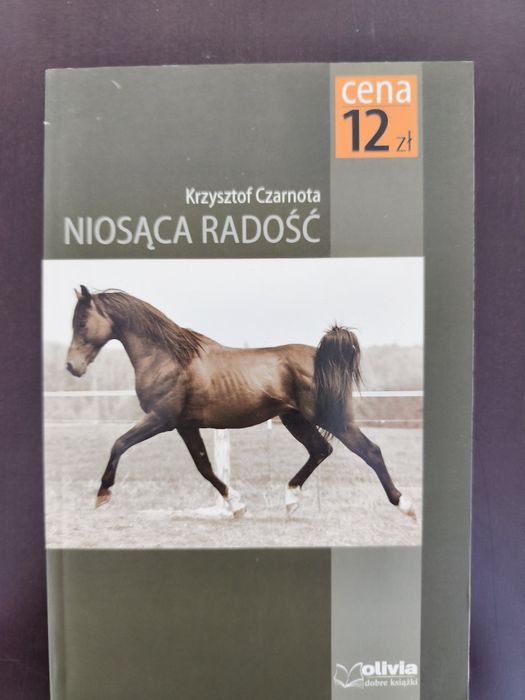 cena
12 zł
Krzysztof Czarnota
NIOSĄCA RADOŚĆ
olivia
dobre książki